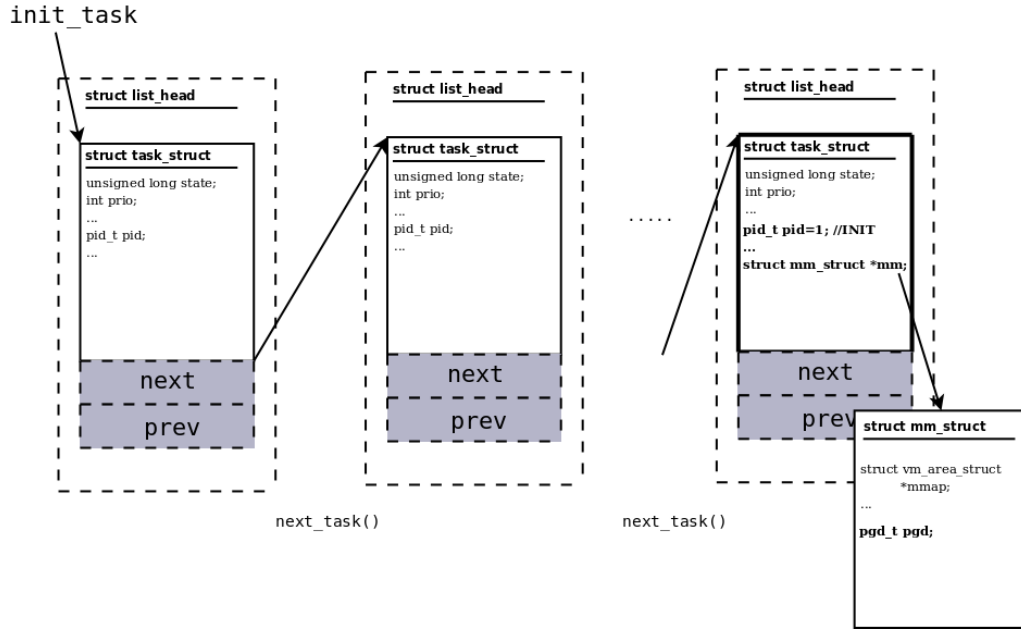 init_task
struct list_head
struct task_struct
unsigned long state;
int prio;
...
pid_t pid;
...
next
prev
struct list_head
struct task_struct
unsigned long state;
int prio;
...
pid_t pid;
...
next
prev
next_task()
.....
next_task()
struct list_head
struct task_struct
unsigned long state;
int prio;
...
pid_t pid=1; //INIT
...
struct mm_struct *mm;
next
prev
struct mm_struct
struct vm_area_struct
*mmap;
...
pgd_t pgd;